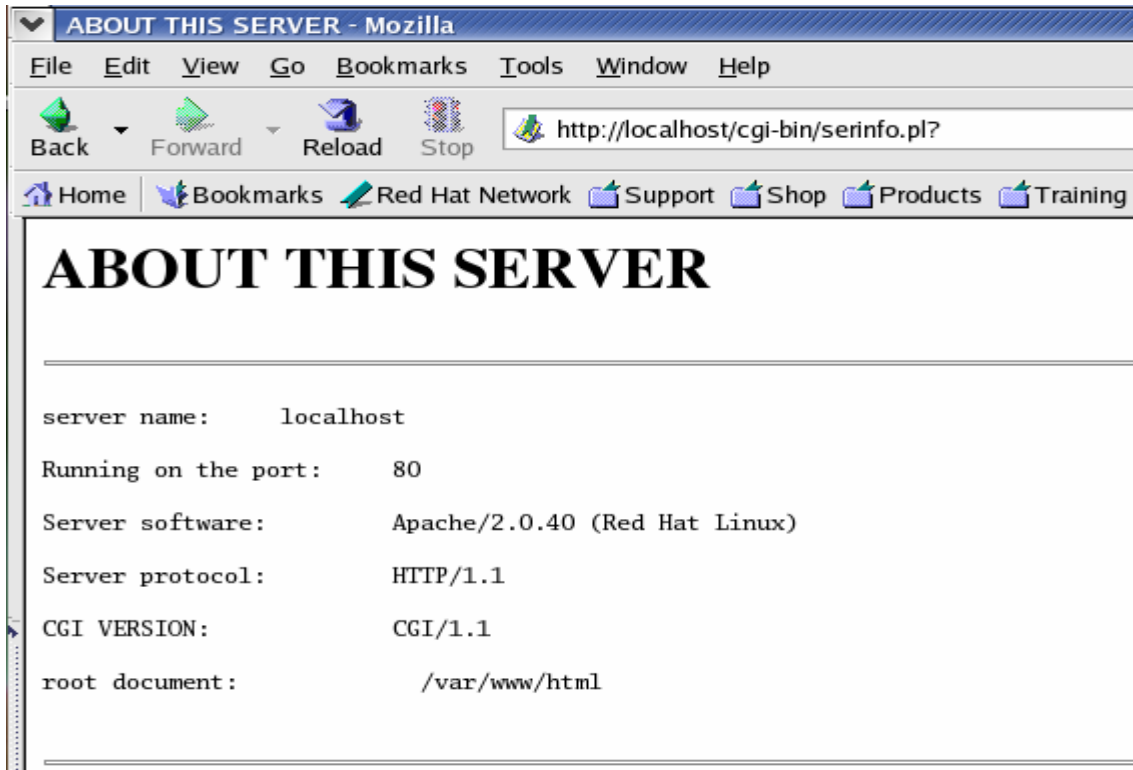 ABOUT THIS SERVER - Mozilla
File Edit View Go Bookmarks Tools Window Help
Back Forward Reload Stop http://localhost/cgi-bin/serinfo.pl?
Home Bookmarks Red Hat Network Support Shop Products Training
ABOUT THIS SERVER
server name: localhost
Running on the port: 80
Server software: Apache/2.0.40 (Red Hat Linux)
Server protocol: HTTP/1.1
CGI VERSION: CGI/1.1
root document: /var/www/html